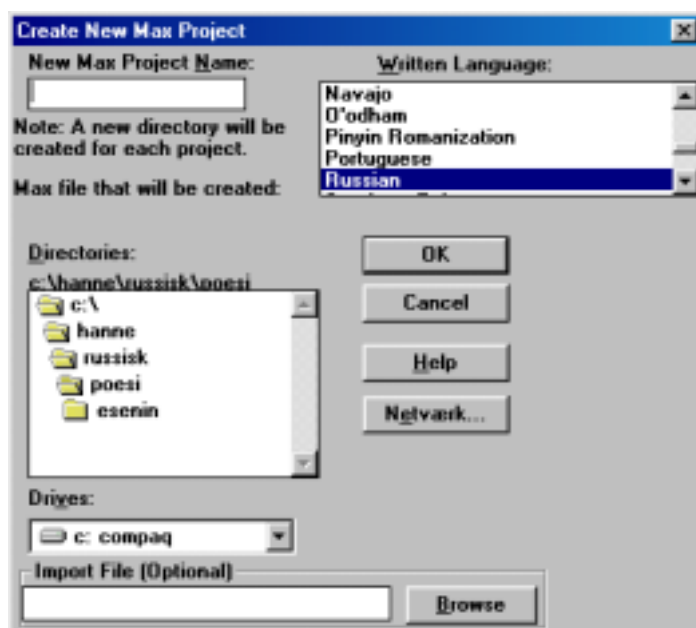 Create New Max Project
New Max Project Name:
Written Language:
Navajo
O'odham
Pinyin Romanization
Portuguese
Russian
Note: A new directory will be
created for each project.
Max file that will be created:
Directories:
c:\hanne\russisk\poesi
c:\
hanne
russisk
poesi
esenin
OK
Cancel
Help
Netværk...
Drives:
c: compaq
Import File (Optional)
Browse